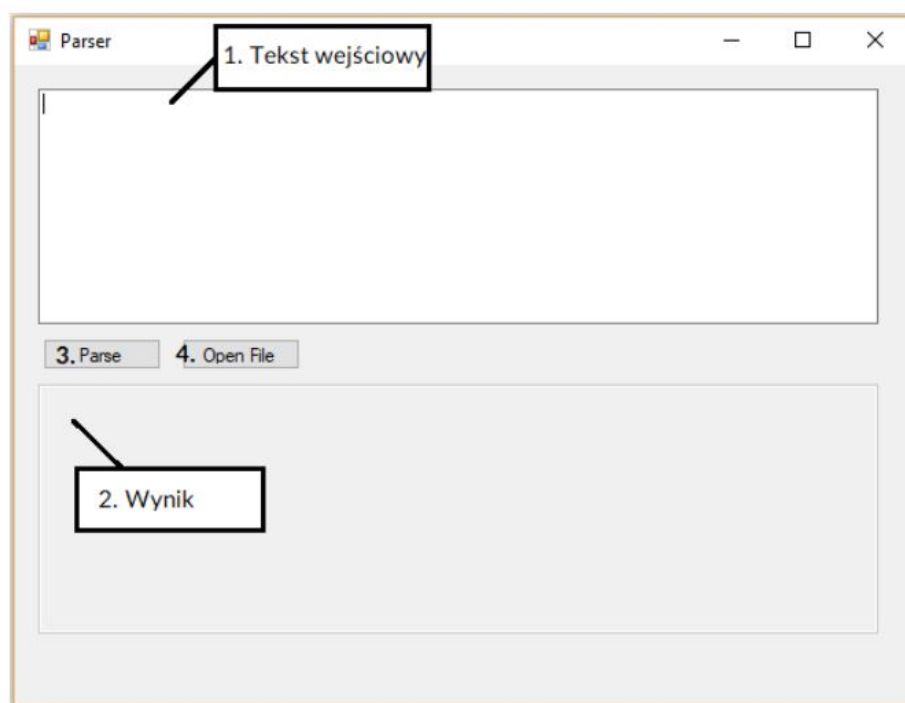 Parser
1. Tekst wejściowy
3. Parse
4. Open File
2. Wynik